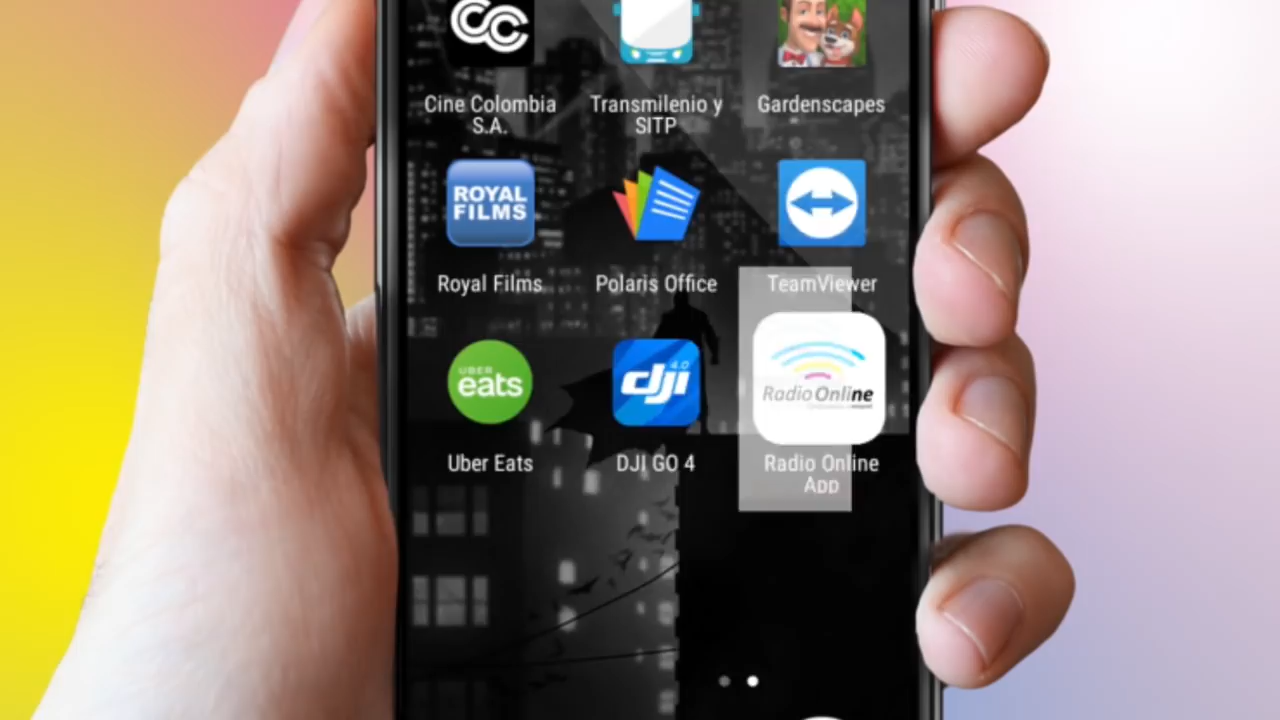 CC
Cine Colombia
S.A.
Transmilenio y
SITP
Gardenscapes
ROYAL
FILMS
Royal Films
Polaris Office
TeamViewer
UBER
eats
Uber Eats
dji 4.0
DJI GO 4
Radio Online
Radio Online
App